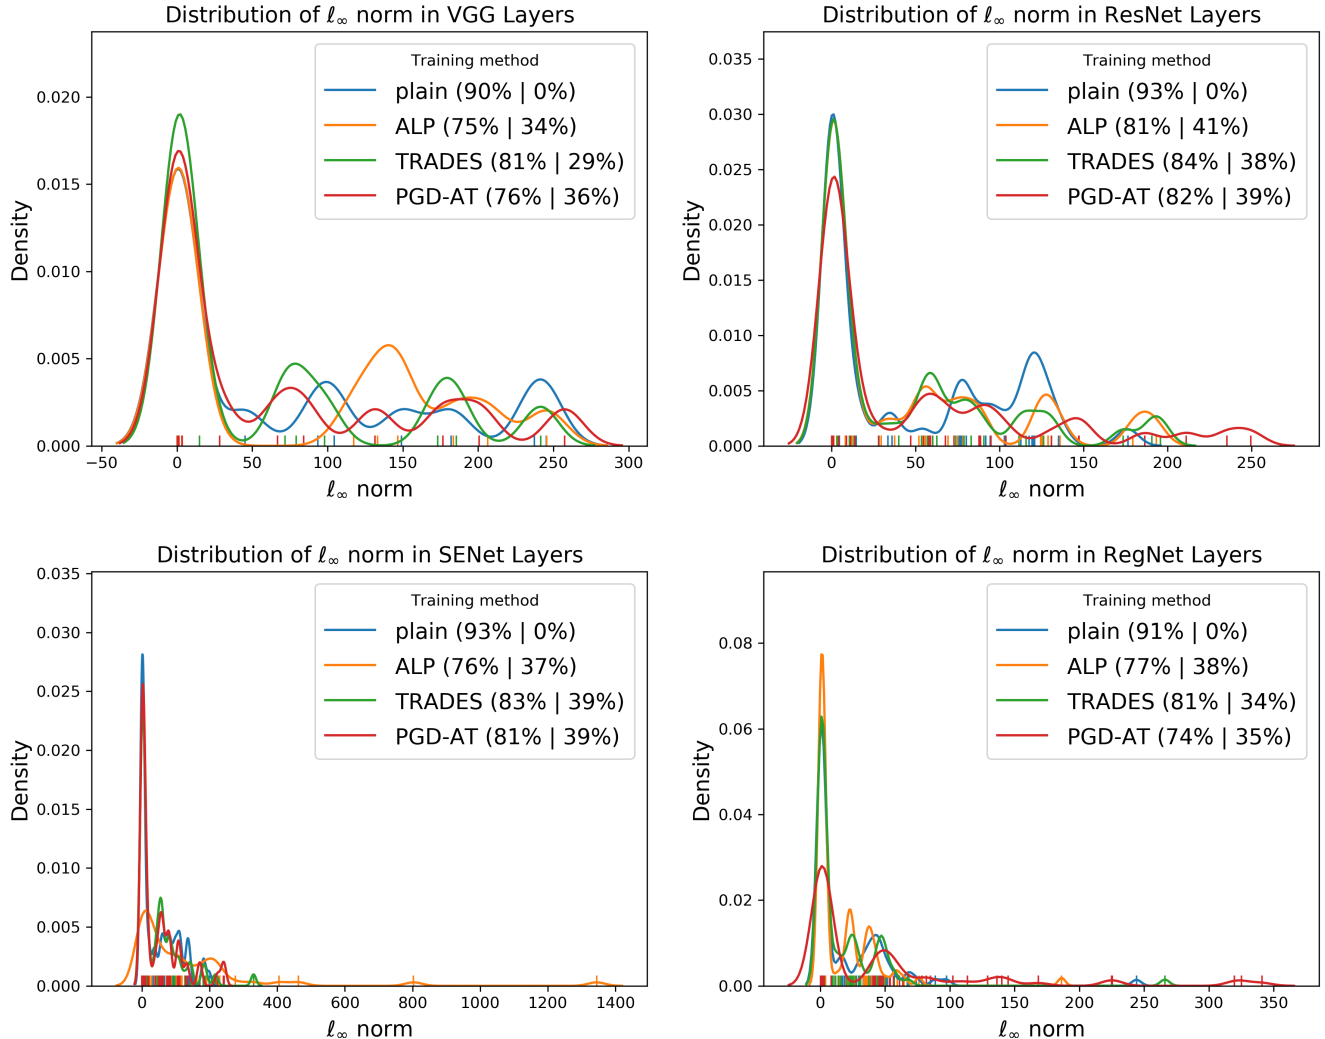 Distribution of ℓ∞ norm in VGG Layers
Training method
plain (90% | 0%)
ALP (75% | 34%)
TRADES (81% | 29%)
PGD-AT (76% | 36%)
Density
0.020
0.015
0.010
0.005
0.000
−50 0 50 100 150 200 250 300
ℓ∞ norm
Distribution of ℓ∞ norm in ResNet Layers
Training method
plain (93% | 0%)
ALP (81% | 41%)
TRADES (84% | 38%)
PGD-AT (82% | 39%)
Density
0.035
0.030
0.025
0.020
0.015
0.010
0.005
0.000
0 50 100 150 200 250
ℓ∞ norm
Distribution of ℓ∞ norm in SENet Layers
Training method
plain (93% | 0%)
ALP (76% | 37%)
TRADES (83% | 39%)
PGD-AT (81% | 39%)
Density
0.035
0.030
0.025
0.020
0.015
0.010
0.005
0.000
0 200 400 600 800 1000 1200 1400
ℓ∞ norm
Distribution of ℓ∞ norm in RegNet Layers
Training method
plain (91% | 0%)
ALP (77% | 38%)
TRADES (81% | 34%)
PGD-AT (74% | 35%)
Density
0.08
0.06
0.04
0.02
0.00
0 50 100 150 200 250 300 350
ℓ∞ norm